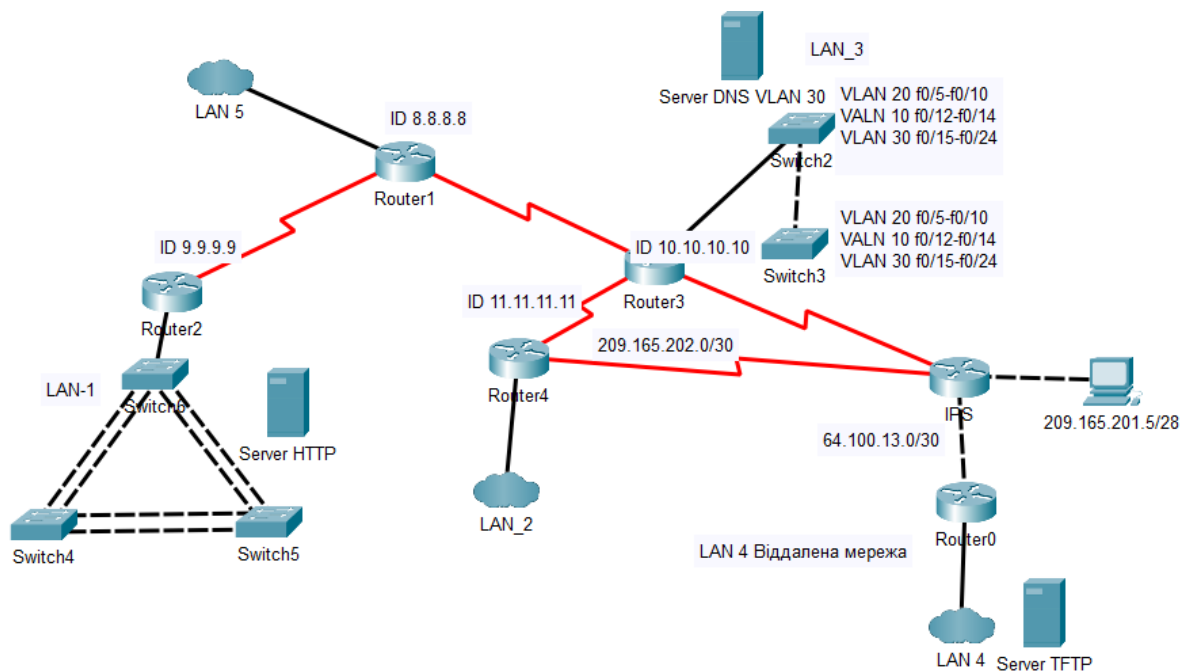 LAN_3
Server DNS VLAN 30
VLAN 20 f0/5-f0/10
VALN 10 f0/12-f0/14
VLAN 30 f0/15-f0/24
Switch2
LAN 5
ID 8.8.8.8
Router1
VLAN 20 f0/5-f0/10
VALN 10 f0/12-f0/14
VLAN 30 f0/15-f0/24
Switch3
ID 9.9.9.9
Router2
ID 10.10.10.10
Router3
ID 11.11.11.11
209.165.202.0/30
Router4
LAN-1
Switch6
Server HTTP
IPS
209.165.201.5/28
64.100.13.0/30
Switch4
Switch5
LAN_2
Router0
LAN 4 Віддалена мережа
LAN 4
Server TFTP